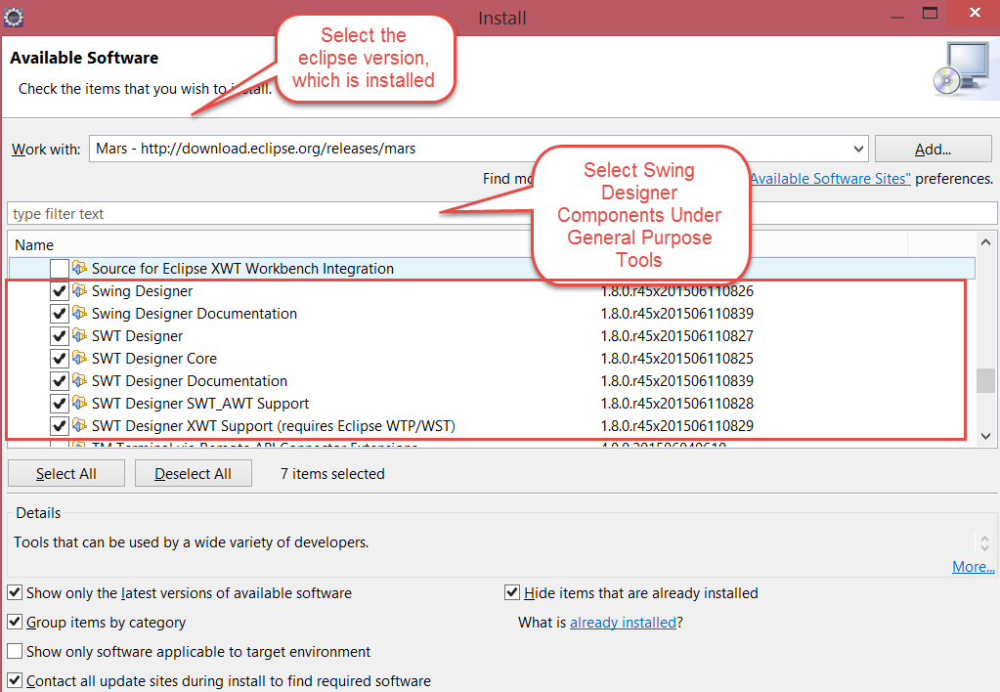 Install
Select the
eclipse version,
which is installed
Available Software
Check the items that you wish to install.
Work with:
Mars - http://download.eclipse.org/releases/mars
Add...
Find
"Available Software Sites" preferences.
Select Swing
Designer
Components Under
General Purpose
Tools
type filter text
Name
Source for Eclipse XWT Workbench Integration
Swing Designer 1.8.0.r45x201506110826
Swing Designer Documentation 1.8.0.r45x201506110839
SWT Designer 1.8.0.r45x201506110827
SWT Designer Core 1.8.0.r45x201506110825
SWT Designer Documentation 1.8.0.r45x201506110839
SWT Designer SWT_AWT Support 1.8.0.r45x201506110828
SWT Designer XWT Support (requires Eclipse WTP/WST) 1.8.0.r45x201506110829
TM Terminal via Remote API Connector Extensions
Select All
Deselect All
7 items selected
Details
Tools that can be used by a wide variety of developers.
More...
Show only the latest versions of available software
Hide items that are already installed
Group items by category
What is already installed?
Show only software applicable to target environment
Contact all update sites during install to find required software